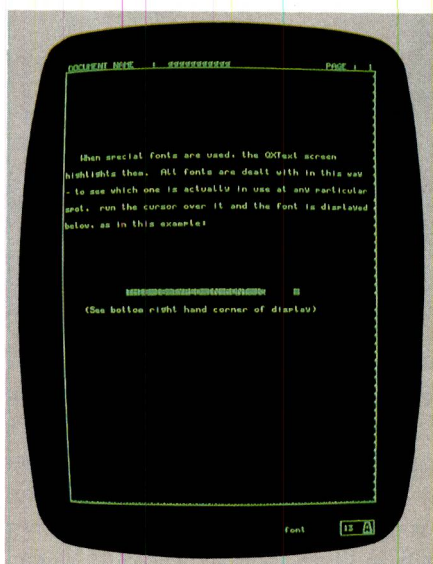 DOCUMENT NAME : ggggggggggg PAGE : 1
When special fonts are used, the QXText screen
highlights them. All fonts are dealt with in this way
- to see which one is actually in use at any particular
spot, run the cursor over it and the font is displayed
below, as in this example:
(See bottom right hand corner of display)
font 13 A